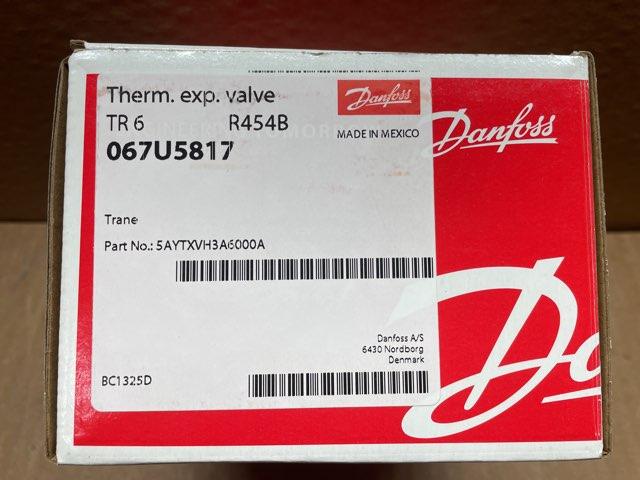 Therm. exp. valve
Danfoss
TR 6 R454B
MADE IN MEXICO
067U5817
Danfoss
Trane
Part No.: 5AYTXVH3A6000A
Danfoss A/S
6430 Nordborg
Denmark
BC1325D